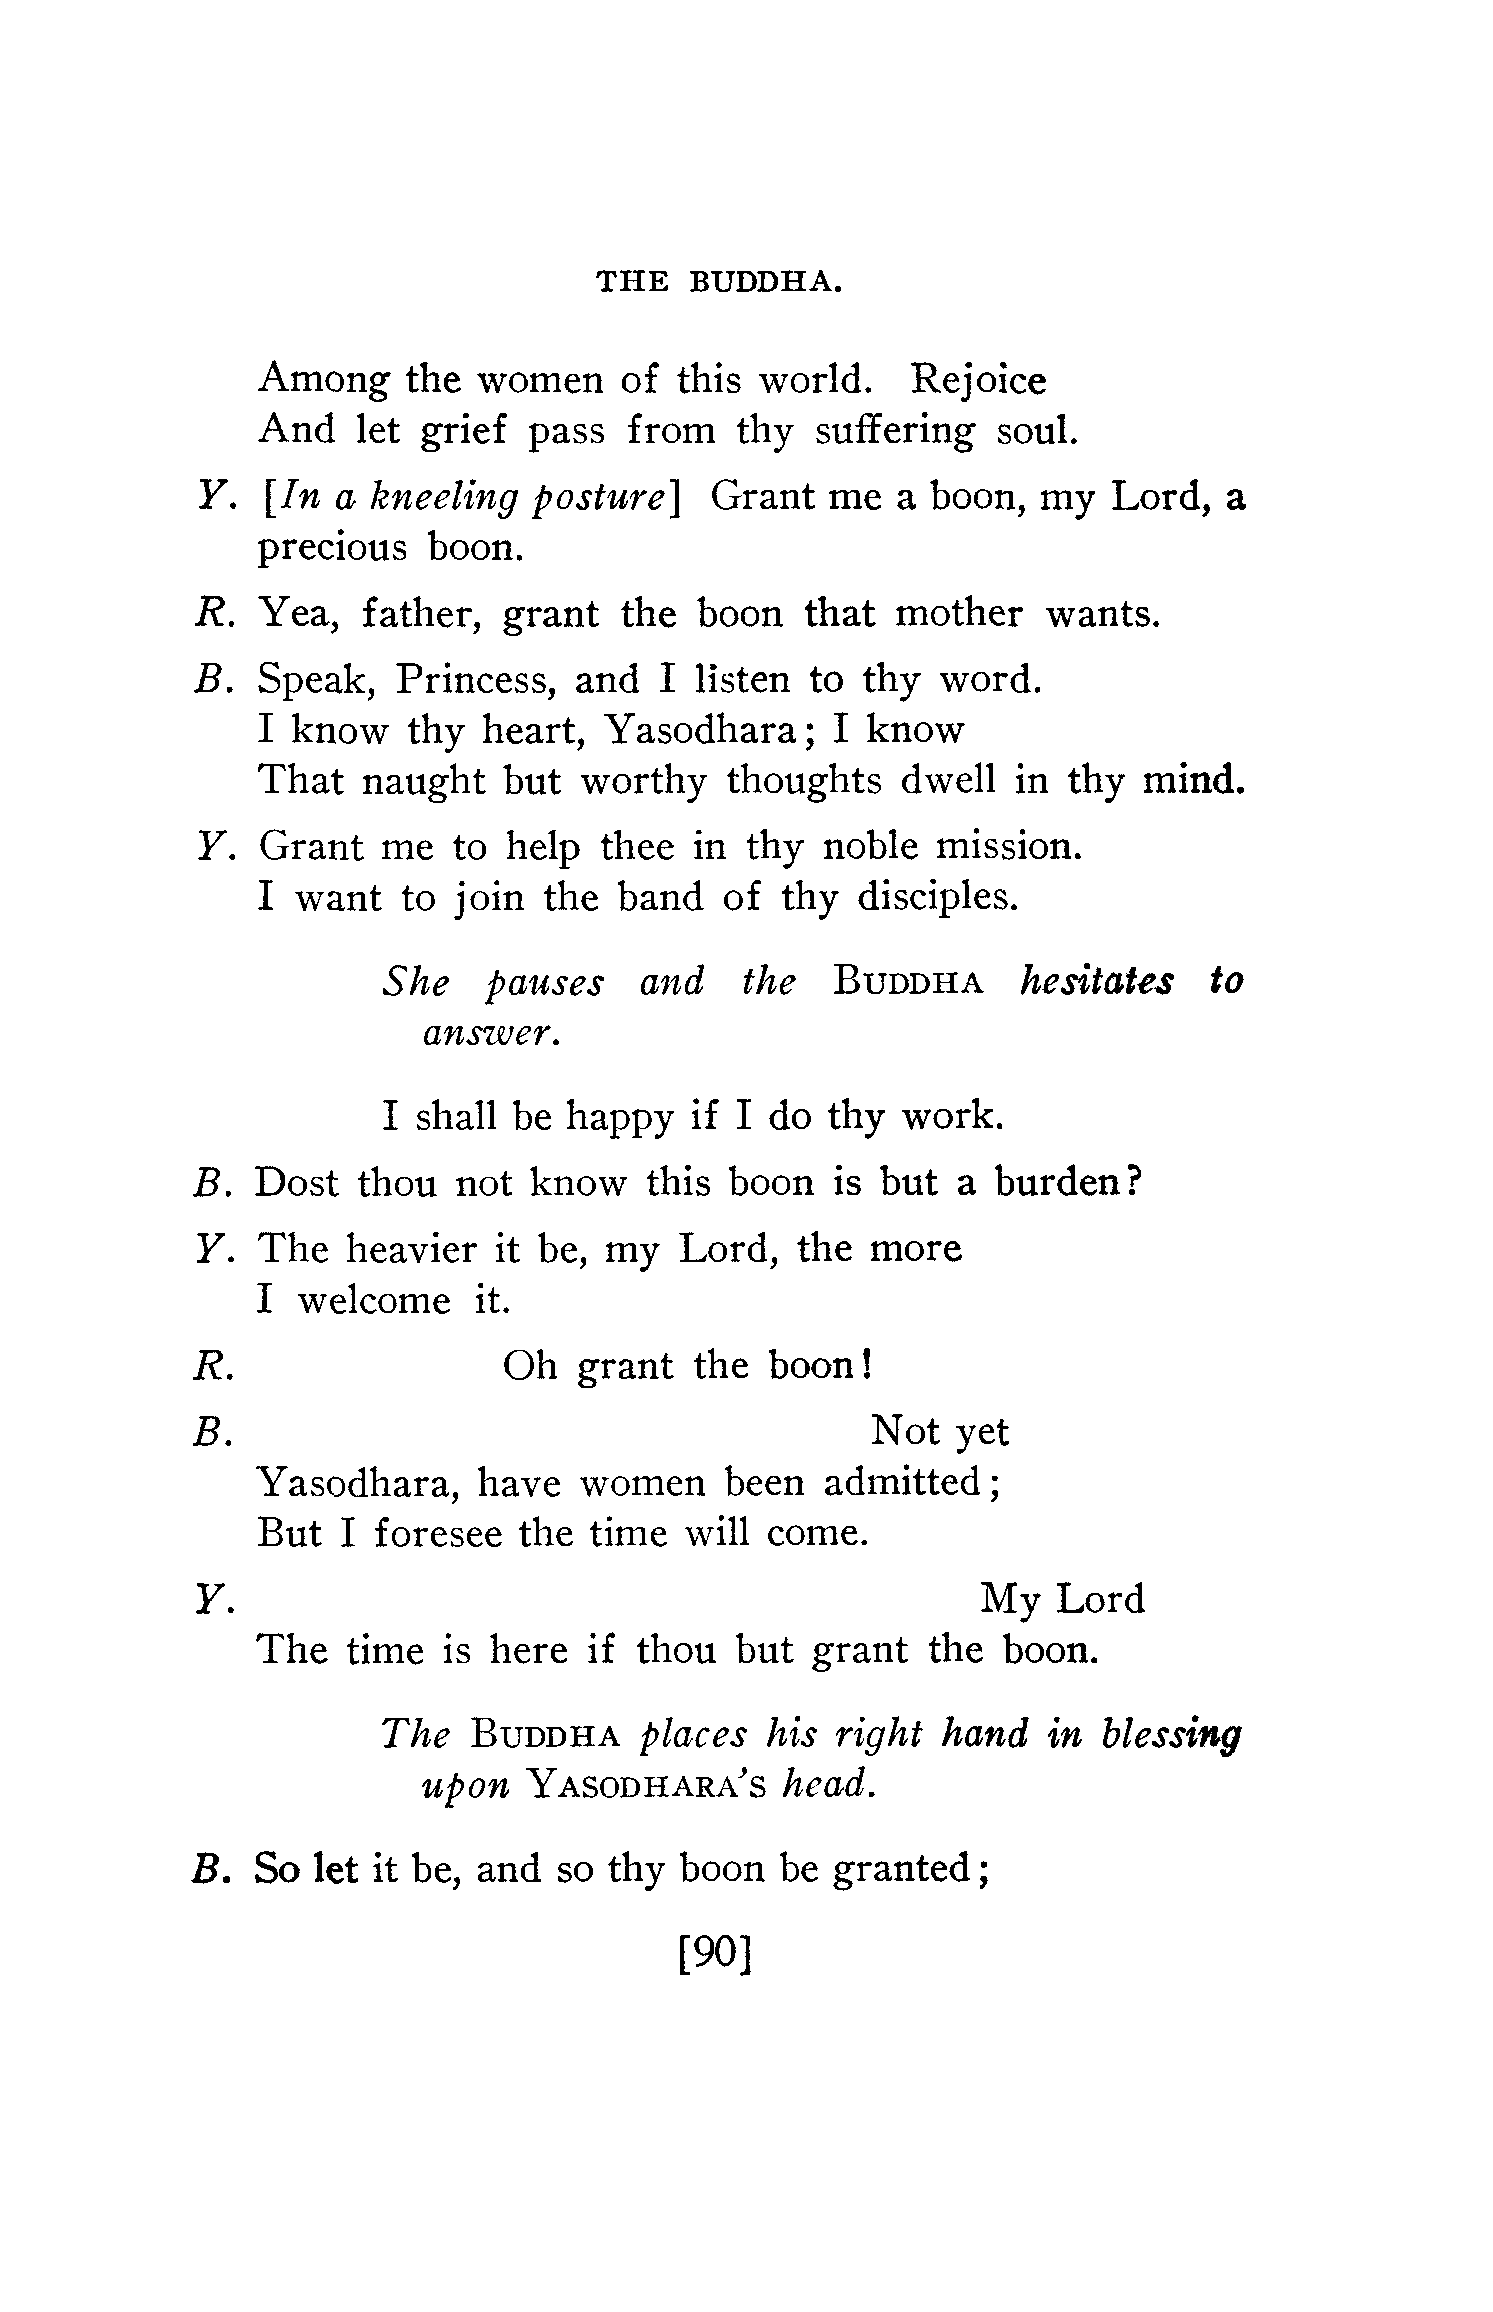 THE BUDDHA.
Among the women of this world. Rejoice
And let grief pass from thy suffering soul.
Y. [In a kneeling posture] Grant me a boon, my Lord, a
precious boon.
R. Yea, father, grant the boon that mother wants.
B. Speak, Princess, and I listen to thy word.
I know thy heart, Yasodhara; I know
That naught but worthy thoughts dwell in thy mind.
Y. Grant me to help thee in thy noble mission.
I want to join the band of thy disciples.
She pauses and the BUDDHA hesitates to
answer.
I shall be happy if I do thy work.
B. Dost thou not know this boon is but a burden?
Y. The heavier it be, my Lord, the more
I welcome it.
R. Oh grant the boon!
B. Not yet
Yasodhara, have women been admitted;
But I foresee the time will come.
Y. My Lord
The time is here if thou but grant the boon.
The BUDDHA places his right hand in blessing
upon YASODHARA'S head.
B. So let it be, and so thy boon be granted;
[90]